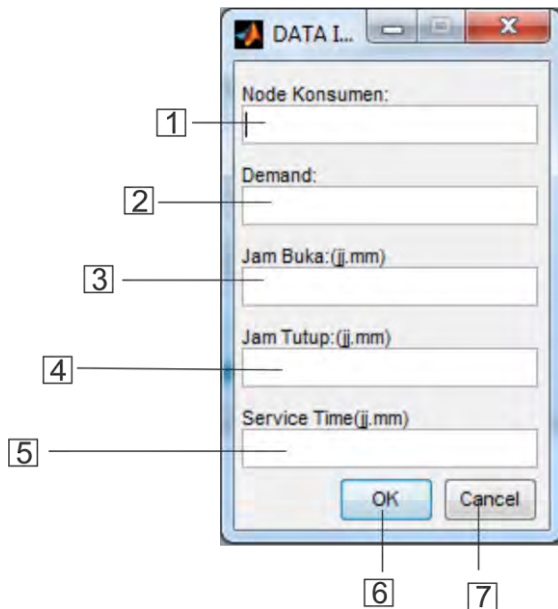 DATA I...
Node Konsumen:
1
Demand:
2
Jam Buka:(jj.mm)
3
Jam Tutup:(jj.mm)
4
Service Time(jj.mm)
5
OK Cancel
6 7